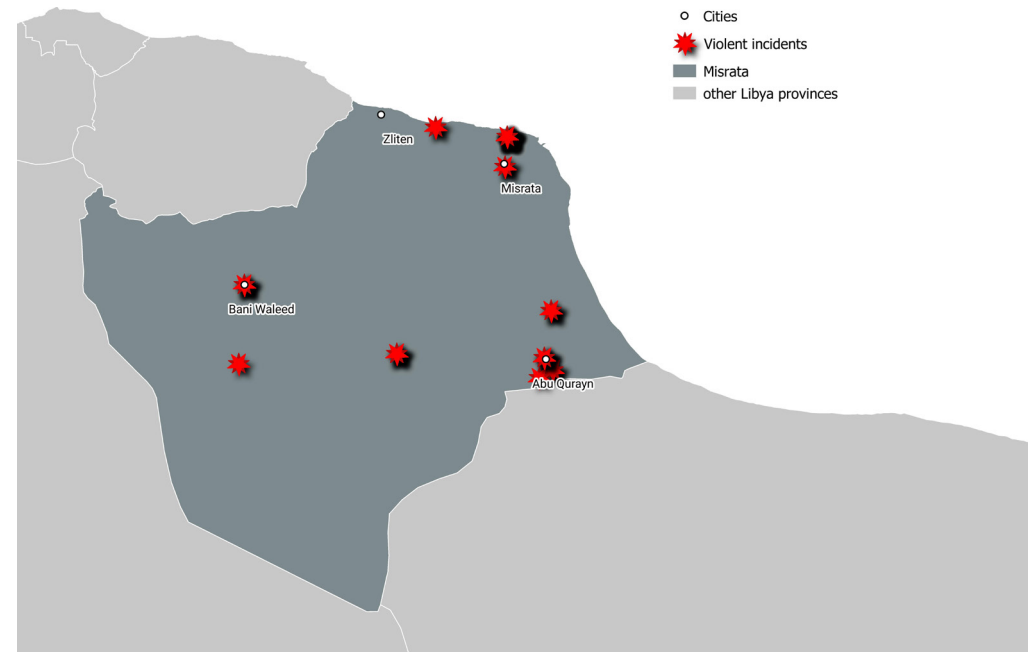 Cities
Violent incidents
Misrata
other Libya provinces
Zliten
Misrata
Bani Waleed
Abu Qurayn